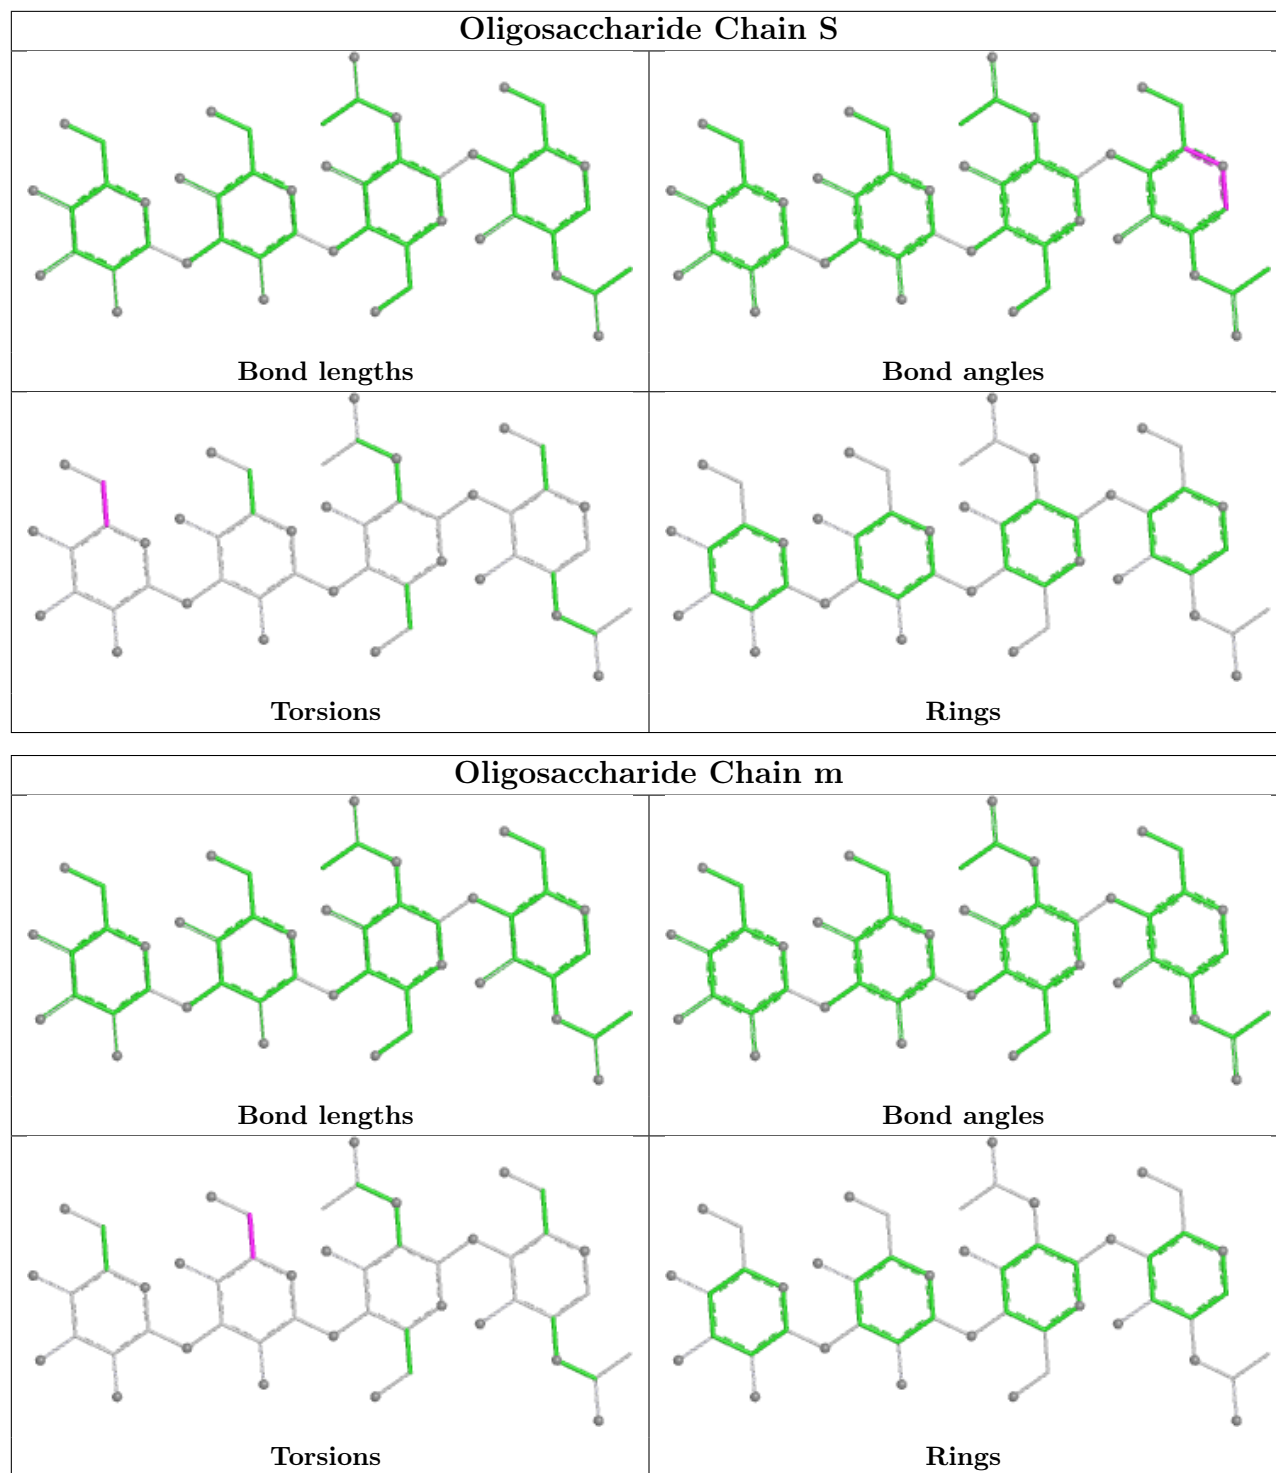 Oligosaccharide Chain S
Bond lengths
Bond angles
Torsions
Rings
Oligosaccharide Chain m
Bond lengths
Bond angles
Torsions
Rings